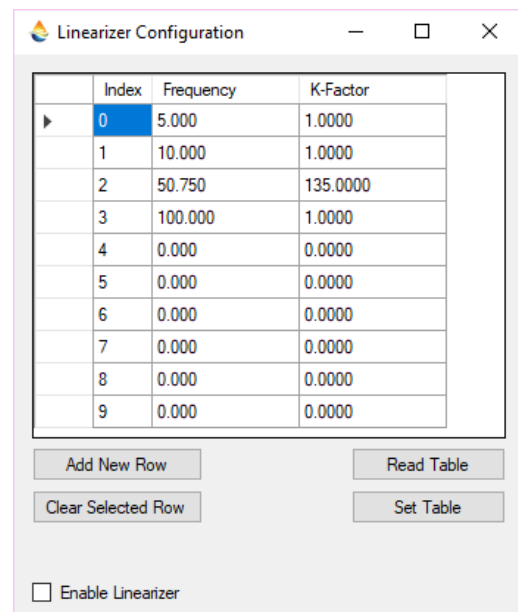 Linearizer Configuration
Index Frequency K-Factor
0 5.000 1.0000
1 10.000 1.0000
2 50.750 135.0000
3 100.000 1.0000
4 0.000 0.0000
5 0.000 0.0000
6 0.000 0.0000
7 0.000 0.0000
8 0.000 0.0000
9 0.000 0.0000
Add New Row Read Table
Clear Selected Row Set Table
Enable Linearizer